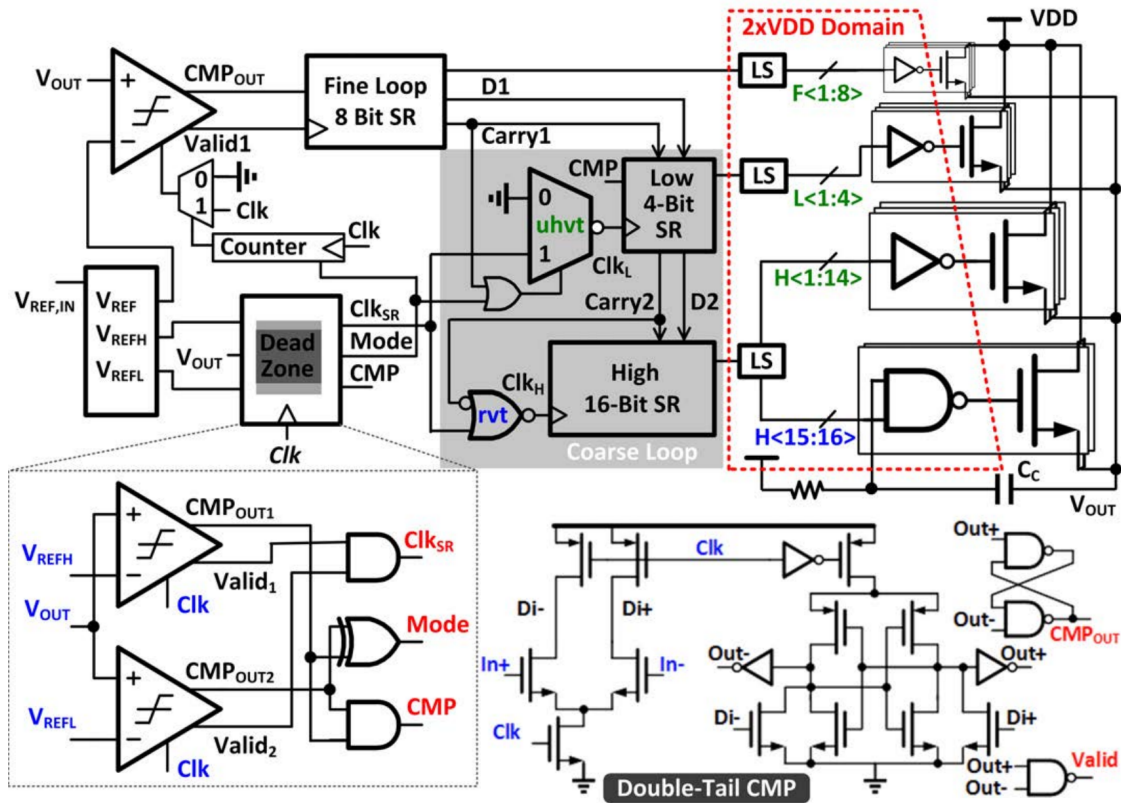 2xVDD Domain
VDD
VOUT
+
−
CMPOUT
Valid1
Fine Loop
8 Bit SR
D1
Carry1
LS
F<1:8>
0
1
Clk
Counter
Clk
CMP
0
uhvt
1
ClkL
Low
4-Bit
SR
LS
L<1:4>
H<1:14>
VREF,IN
VREF
VREFH
VREFL
VOUT
Dead
Zone
Clk
ClkSR
Mode
CMP
Carry2
D2
ClkH
rvt
High
16-Bit SR
Coarse Loop
LS
H<15:16>
CC
VOUT
VREFH
VOUT
VREFL
+
−
CMPOUT1
Valid1
Clk
ClkSR
Mode
+
−
CMPOUT2
Valid2
Clk
CMP
Clk
Di-
Di+
In+
In-
Clk
Out-
Out+
Di-
Di+
Out+
Out-
CMPOUT
Out+
Out-
Valid
Double-Tail CMP